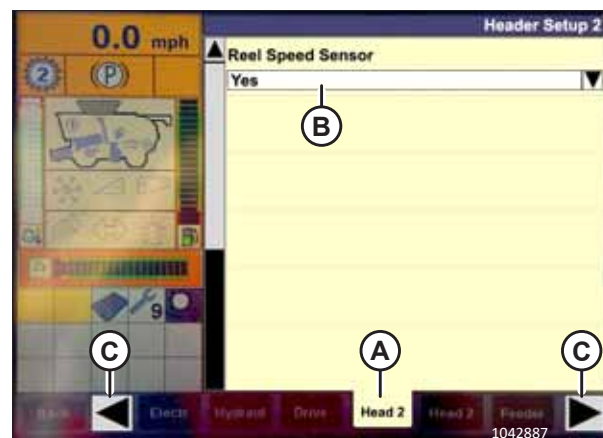 Header Setup 2
0.0 mph
Reel Speed Sensor
2
P
Yes
B
9
C
A
C
Back
Electr
Hydraul
Drive
Head 2
Head 2
Feeder
1042887